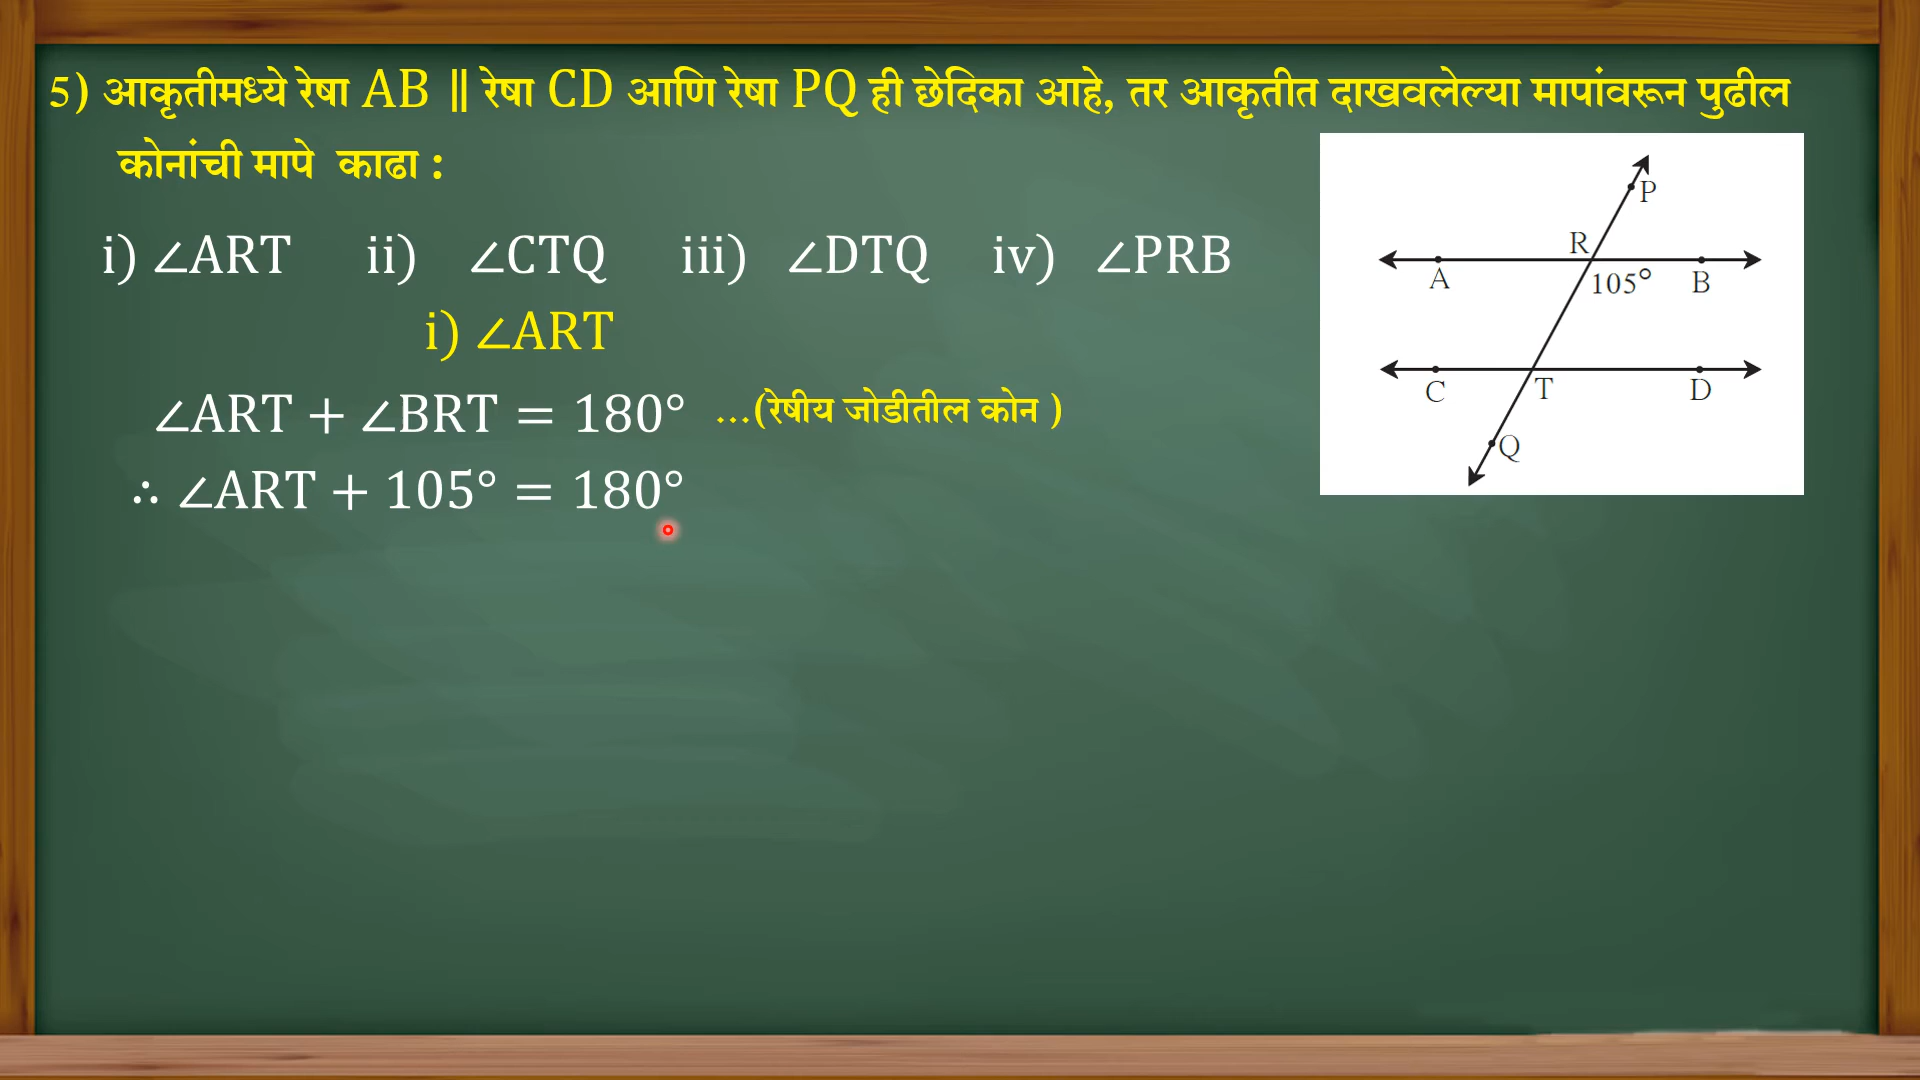 5) आकृतीमध्ये रेषा AB ∥ रेषा CD आणि रेषा PQ ही छेदिका आहे, तर आकृतीत दाखवलेल्या मापांवरून पुढील
कोनांची मापे काढा :
i) ∠ART ii) ∠CTQ iii) ∠DTQ iv) ∠PRB
i) ∠ART
∠ART + ∠BRT = 180° ...(रेषीय जोडीतील कोन )
∴ ∠ART + 105° = 180°
P
R
A 105° B
C T D
Q